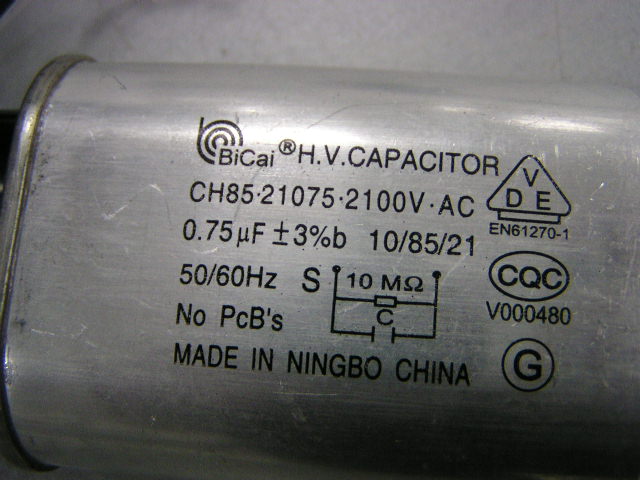 BiCai® H.V.CAPACITOR
CH85·21075·2100V·AC
VDE
EN61270-1
0.75µF ±3%b 10/85/21
50/60Hz S 10 MΩ
C
CQC
V000480
No PcB's
MADE IN NINGBO CHINA
G